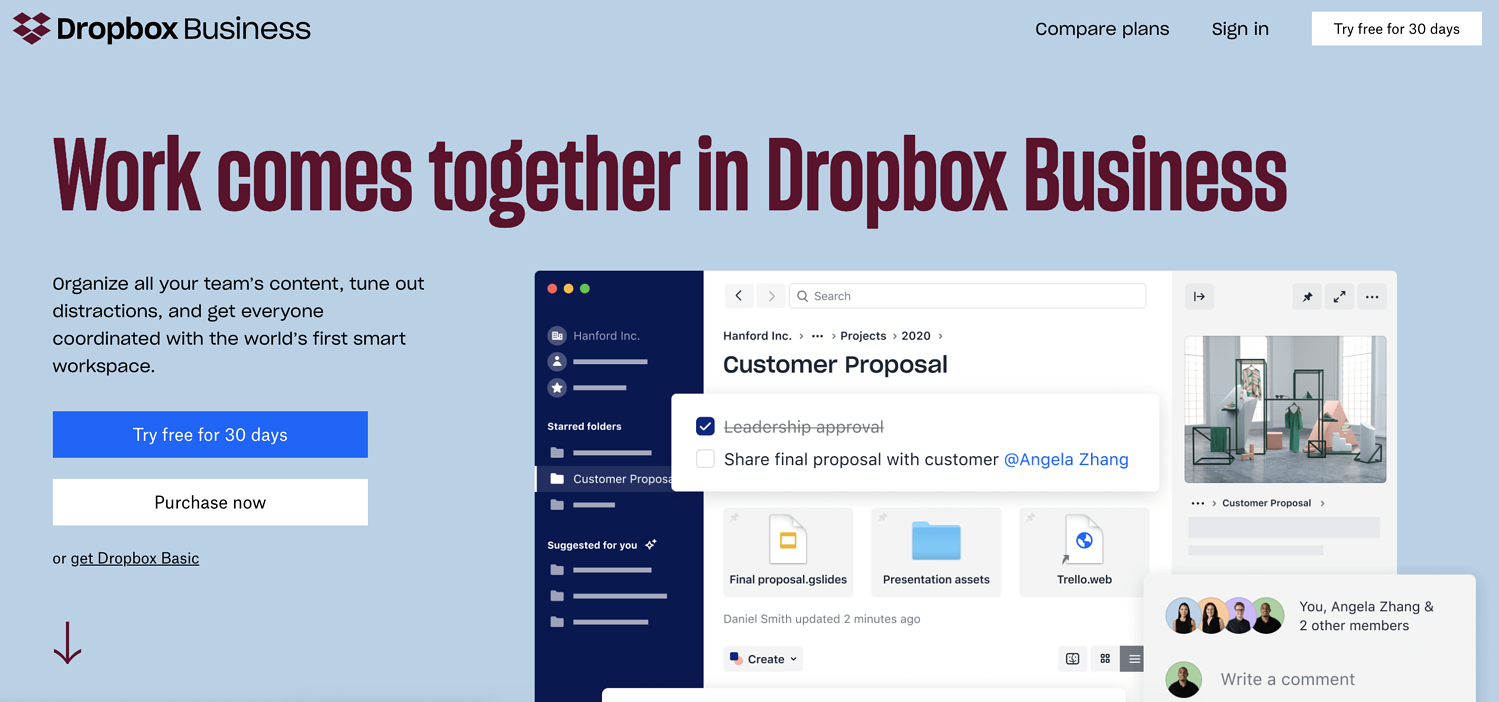 Dropbox Business
Compare plans
Sign in
Try free for 30 days
Work comes together in Dropbox Business
Organize all your team's content, tune out
distractions, and get everyone
coordinated with the world's first smart
workspace.
Try free for 30 days
Purchase now
or get Dropbox Basic
Hanford Inc.
Starred folders
Customer Proposa
Suggested for you
Search
Hanford Inc. › ··· › Projects › 2020 ›
Customer Proposal
Leadership approval
Share final proposal with customer @Angela Zhang
Final proposal.gslides
Presentation assets
Trello.web
Daniel Smith updated 2 minutes ago
Create
··· › Customer Proposal ›
You, Angela Zhang &
2 other members
Write a comment